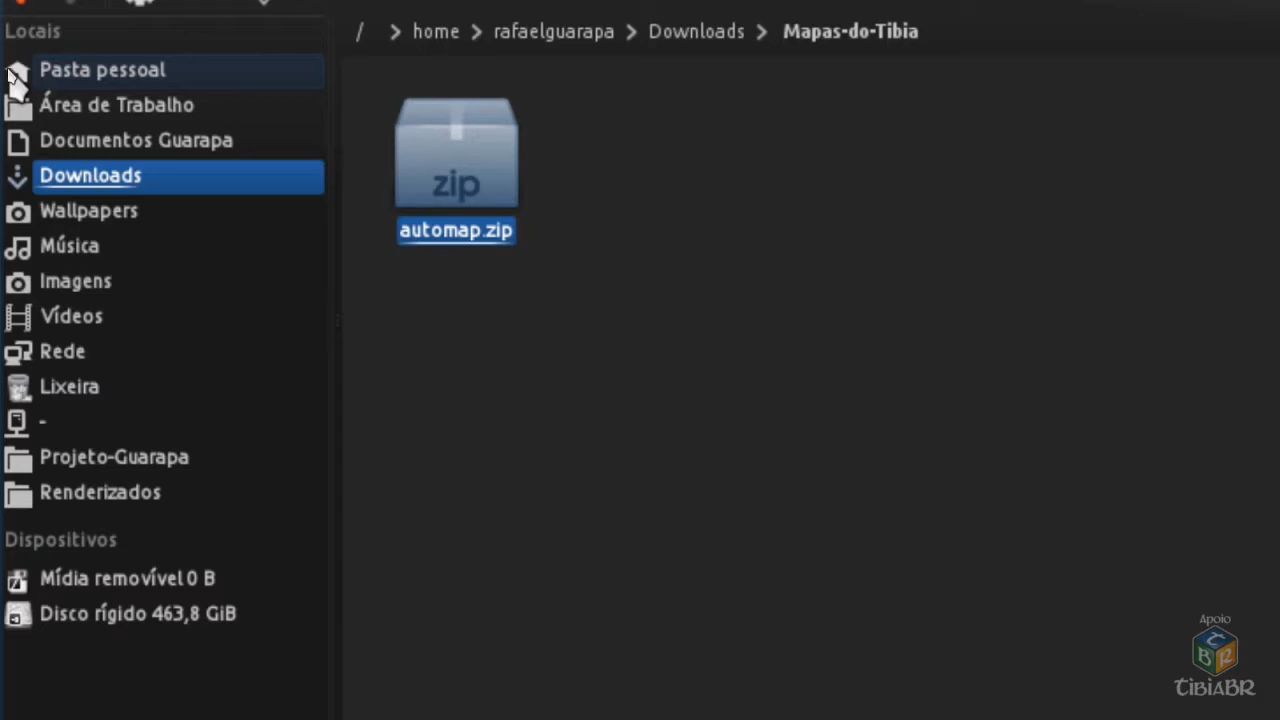 Locais
/ home rafaelguarapa Downloads Mapas-do-Tibia
Pasta pessoal
Área de Trabalho
Documentos Guarapa
Downloads
Wallpapers
Música
Imagens
Vídeos
Rede
Lixeira
-
Projeto-Guarapa
Renderizados
Dispositivos
Mídia removível 0 B
Disco rígido 463,8 GiB
zip
automap.zip
Apoio
T
B R
TibiaBR